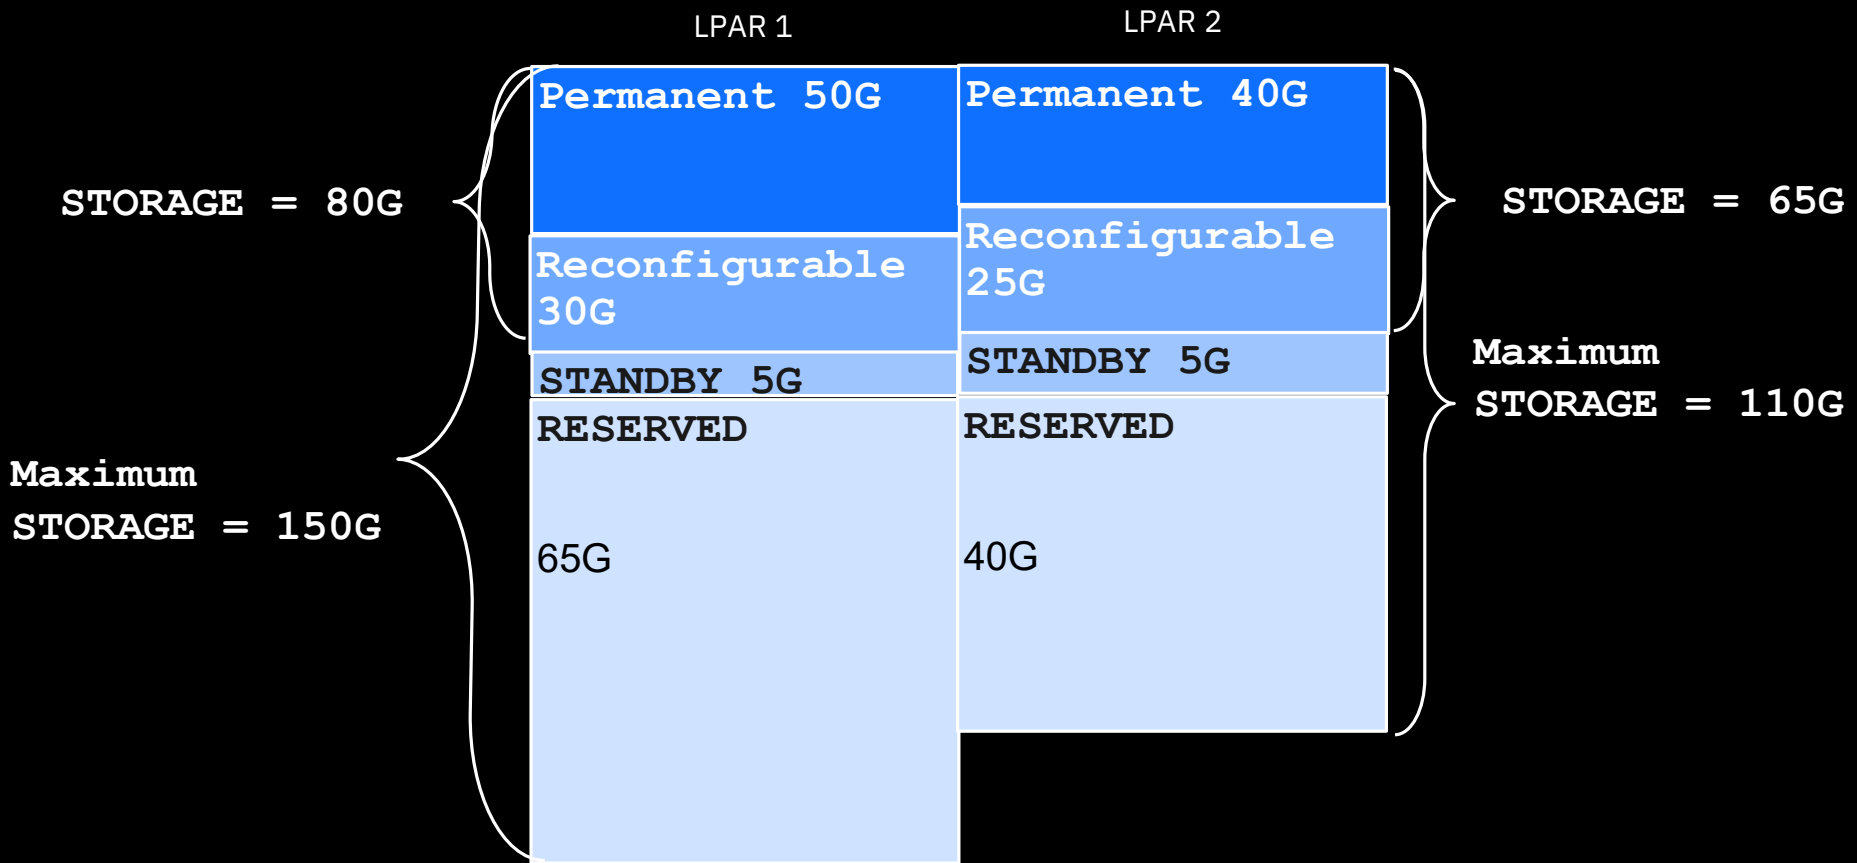 LPAR 1
LPAR 2
Permanent 50G
Permanent 40G
STORAGE = 80G
STORAGE = 65G
Reconfigurable
30G
Reconfigurable
25G
STANDBY 5G
STANDBY 5G
Maximum
STORAGE = 110G
RESERVED
RESERVED
Maximum
STORAGE = 150G
65G
40G